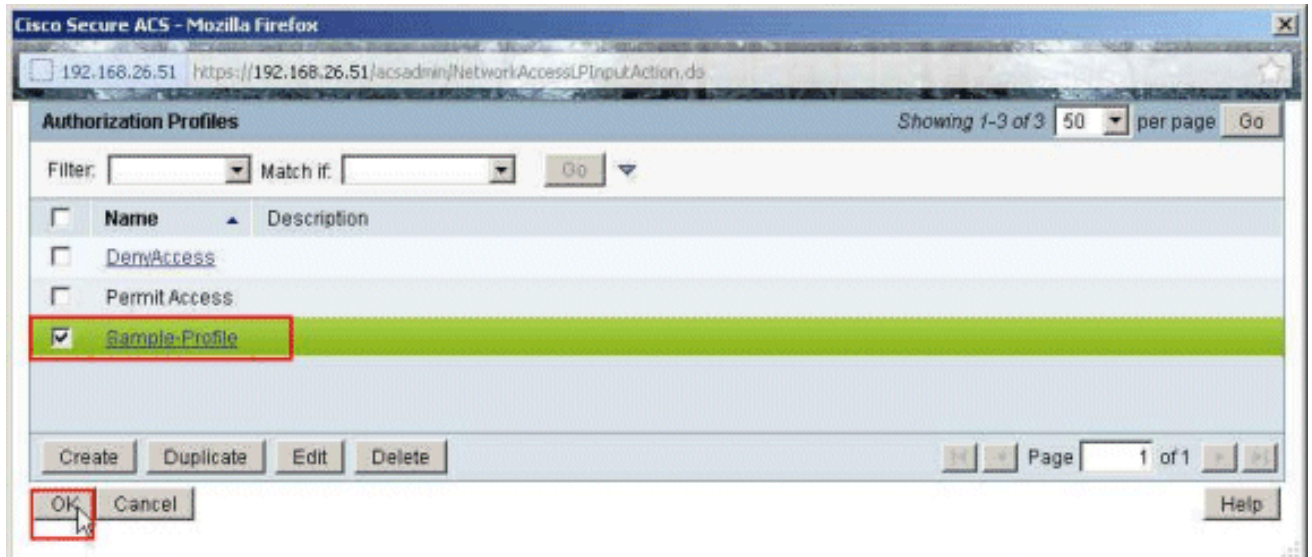 Cisco Secure ACS - Mozilla Firefox
192.168.26.51 https://192.168.26.51/acsadmin/NetworkAccessLPInputAction.do
Authorization Profiles Showing 1-3 of 3 50 per page Go
Filter: Match if: Go
Name Description
DenyAccess
Permit Access
Sample-Profile
Create Duplicate Edit Delete Page 1 of 1
OK Cancel Help